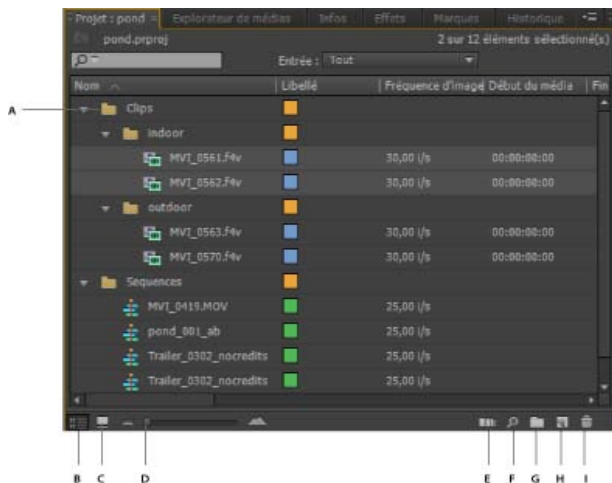 Projet : pond
Explorateur de médias
Infos
Effets
Marques
Historique
pond.prproj
2 sur 12 éléments sélectionné(s)
Entrée : Tout
Nom
Libellé
Fréquence d'image
Début du média
Fin
A
Clips
indoor
MVI_0561.f4v
30,00 i/s
00:00:00:00
MVI_0562.f4v
30,00 i/s
00:00:00:00
outdoor
MVI_0563.f4v
30,00 i/s
00:00:00:00
MVI_0570.f4v
30,00 i/s
00:00:00:00
Sequences
MVI_0419.MOV
25,00 i/s
pond_001_ab
25,00 i/s
Trailer_0302_nocredits
25,00 i/s
Trailer_0302_nocredits
25,00 i/s
B
C
D
E
F
G
H
I